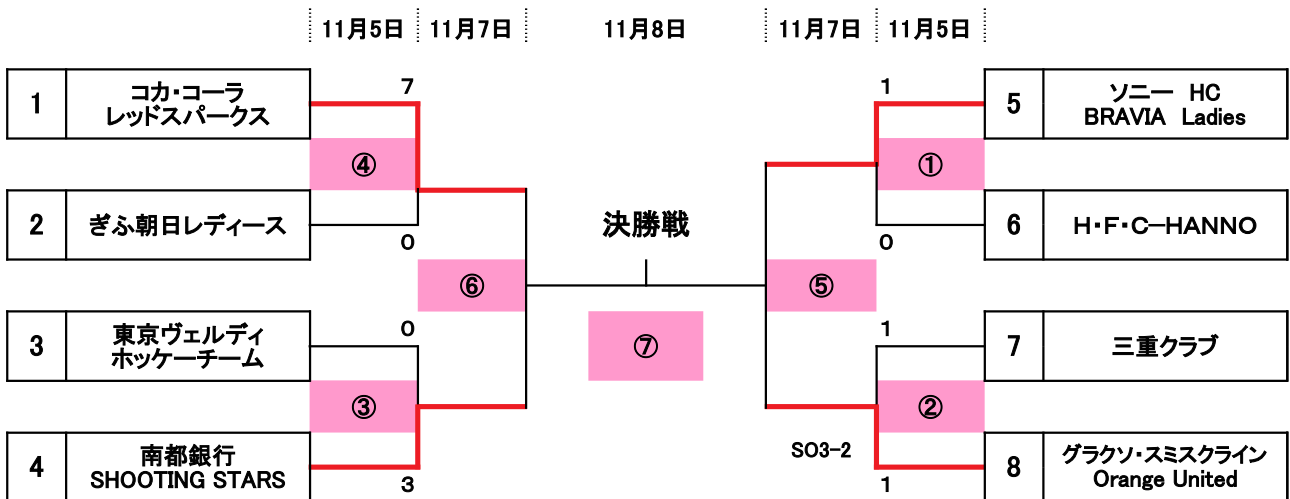 11月5日 11月7日 11月8日 11月7日 11月5日
1 コカ・コーラ
レッドスパークス
7
④
2 ぎふ朝日レディース
0
⑥
3 東京ヴェルディ
ホッケーチーム
0
③
4 南都銀行
SHOOTING STARS
3
決勝戦
⑦
1
5 ソニー HC
BRAVIA Ladies
①
6 H・F・C-HANNO
0
⑤
1
7 三重クラブ
②
SO3-2
8 グラクソ・スミスクライン
Orange United
1